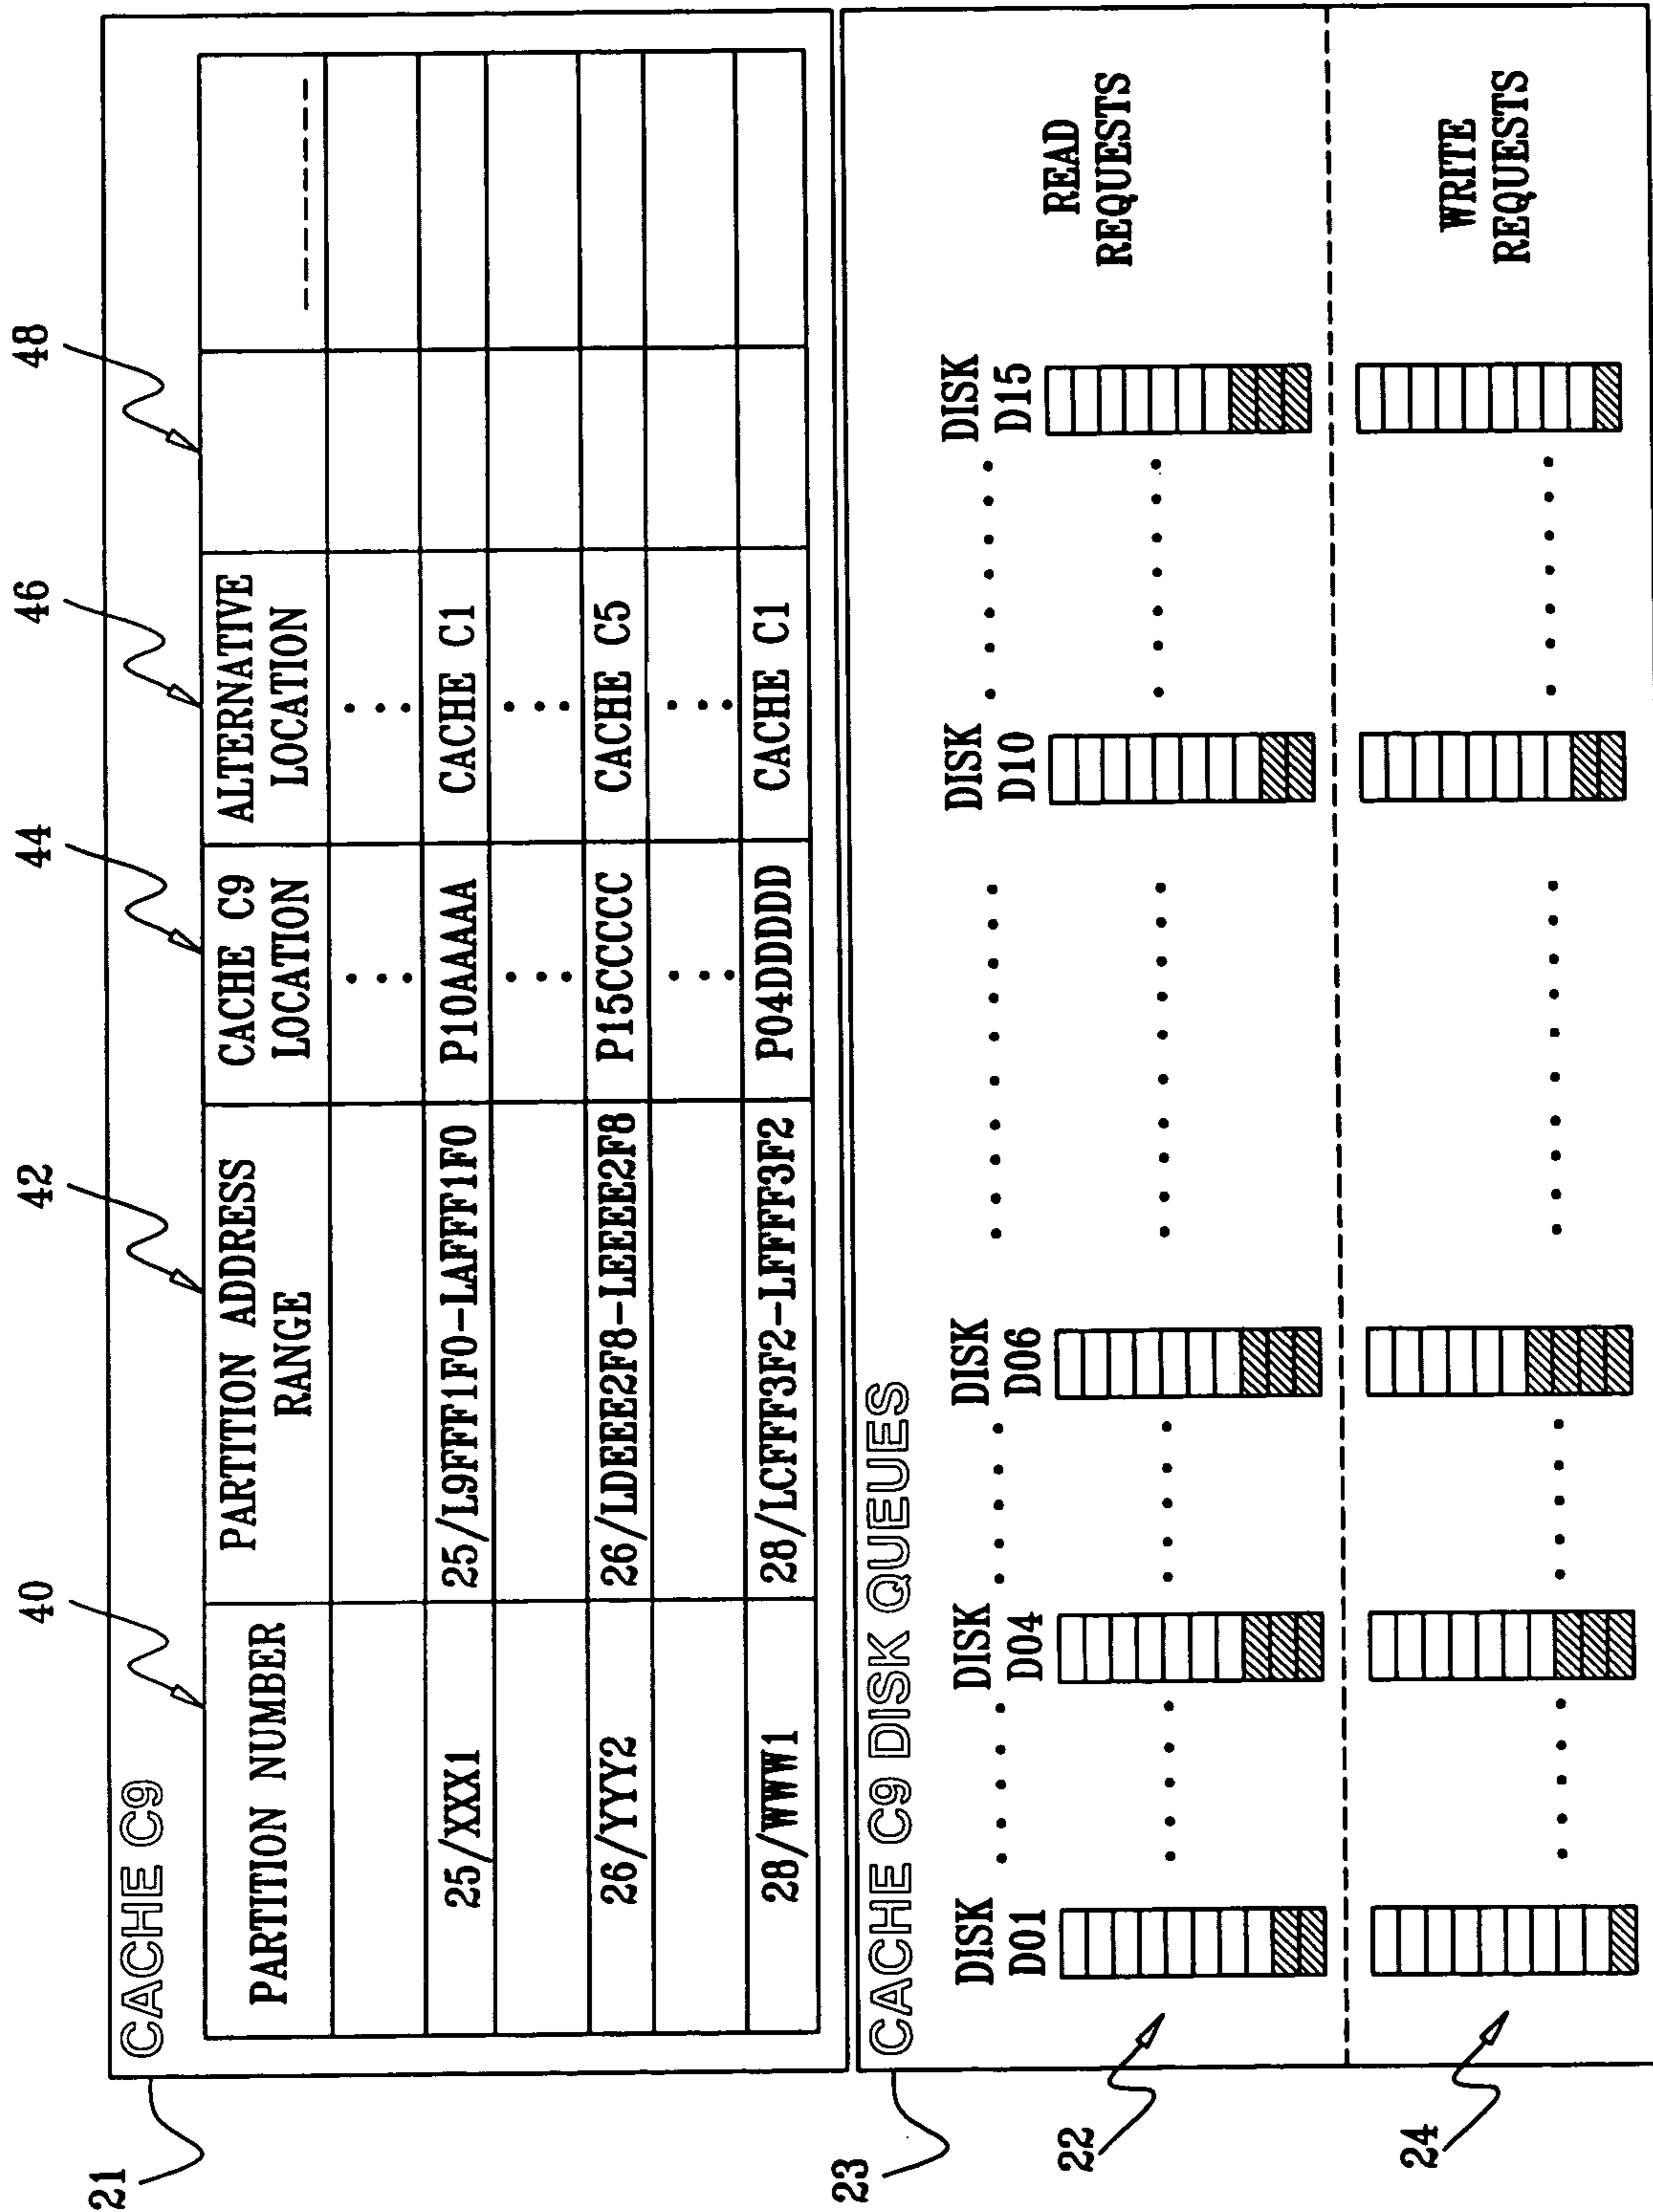 40 42 44 46 48
21
CACHE C9
PARTITION NUMBER
PARTITION ADDRESS
RANGE
CACHE C9
LOCATION
ALTERNATIVE
LOCATION
25/XXX1 25/L9FFF1F0-LAFFF1F0 P10AAAAA CACHE C1
26/YYY2 26/LDEEE2F8-LEEEE2F8 P15CCCCC CACHE C5
28/WWW1 28/LCFFF3F2-LFFFF3F2 P04DDDDD CACHE C1
23
CACHE C9 DISK QUEUES
DISK DISK DISK DISK DISK
D01 D04 D06 D10 D15
22
READ
REQUESTS
24
WRITE
REQUESTS